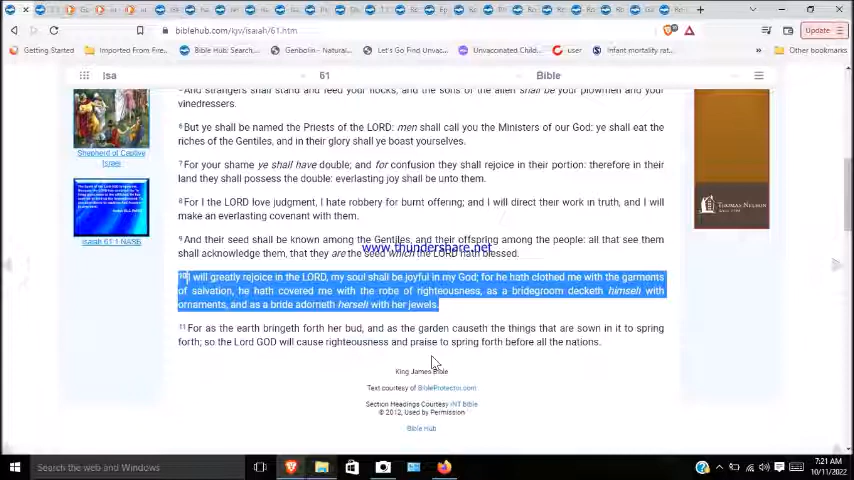 biblehub.com/kjv/isaiah/61.htm
Update
Getting Started
Imported From Fire...
Bible Hub: Search,...
Genbolin - Natural...
Let's Go Find Unvac...
Unvaccinated Child...
user
Infant mortality rat...
Other bookmarks
Isa
61
Bible
And strangers shall stand and feed your flocks, and the sons of the alien shall be your plowmen and your
vinedressers.
6 But ye shall be named the Priests of the LORD: men shall call you the Ministers of our God: ye shall eat the
riches of the Gentiles, and in their glory shall ye boast yourselves.
7 For your shame ye shall have double; and for confusion they shall rejoice in their portion: therefore in their
land they shall possess the double: everlasting joy shall be unto them.
8 For I the LORD love judgment, I hate robbery for burnt offering; and I will direct their work in truth, and I will
make an everlasting covenant with them.
9 And their seed shall be known among the Gentiles, and their offspring among the people: all that see them
shall acknowledge them, that they are the seed which the LORD hath blessed.
www.thundershare.net
10 I will greatly rejoice in the LORD, my soul shall be joyful in my God; for he hath clothed me with the garments
of salvation, he hath covered me with the robe of righteousness, as a bridegroom decketh himself with
ornaments, and as a bride adorneth herself with her jewels.
11 For as the earth bringeth forth her bud, and as the garden causeth the things that are sown in it to spring
forth; so the Lord GOD will cause righteousness and praise to spring forth before all the nations.
King James Bible
Text courtesy of BibleProtector.com
Section Headings Courtesy INT Bible
© 2012, Used by Permission
Bible Hub
Shepherd of Captive
Israel
Isaiah 61:1 NASB
THOMAS NELSON
Search the web and Windows
7:21 AM
10/11/2022